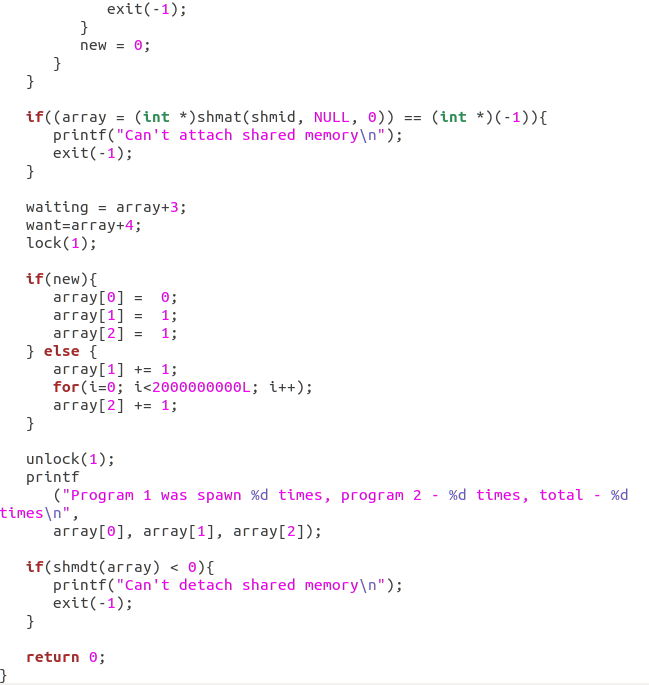 exit(-1);
         }
         new = 0;
      }
   }

   if((array = (int *)shmat(shmid, NULL, 0)) == (int *)(-1)){
      printf("Can't attach shared memory\n");
      exit(-1);
   }

   waiting = array+3;
   want=array+4;
   lock(1);

   if(new){
      array[0] =  0;
      array[1] =  1;
      array[2] =  1;
   } else {
      array[1] += 1;
      for(i=0; i<2000000000L; i++);
      array[2] += 1;
   }

   unlock(1);
   printf
      ("Program 1 was spawn %d times, program 2 - %d times, total - %d
times\n",
      array[0], array[1], array[2]);

   if(shmdt(array) < 0){
      printf("Can't detach shared memory\n");
      exit(-1);
   }

   return 0;
}